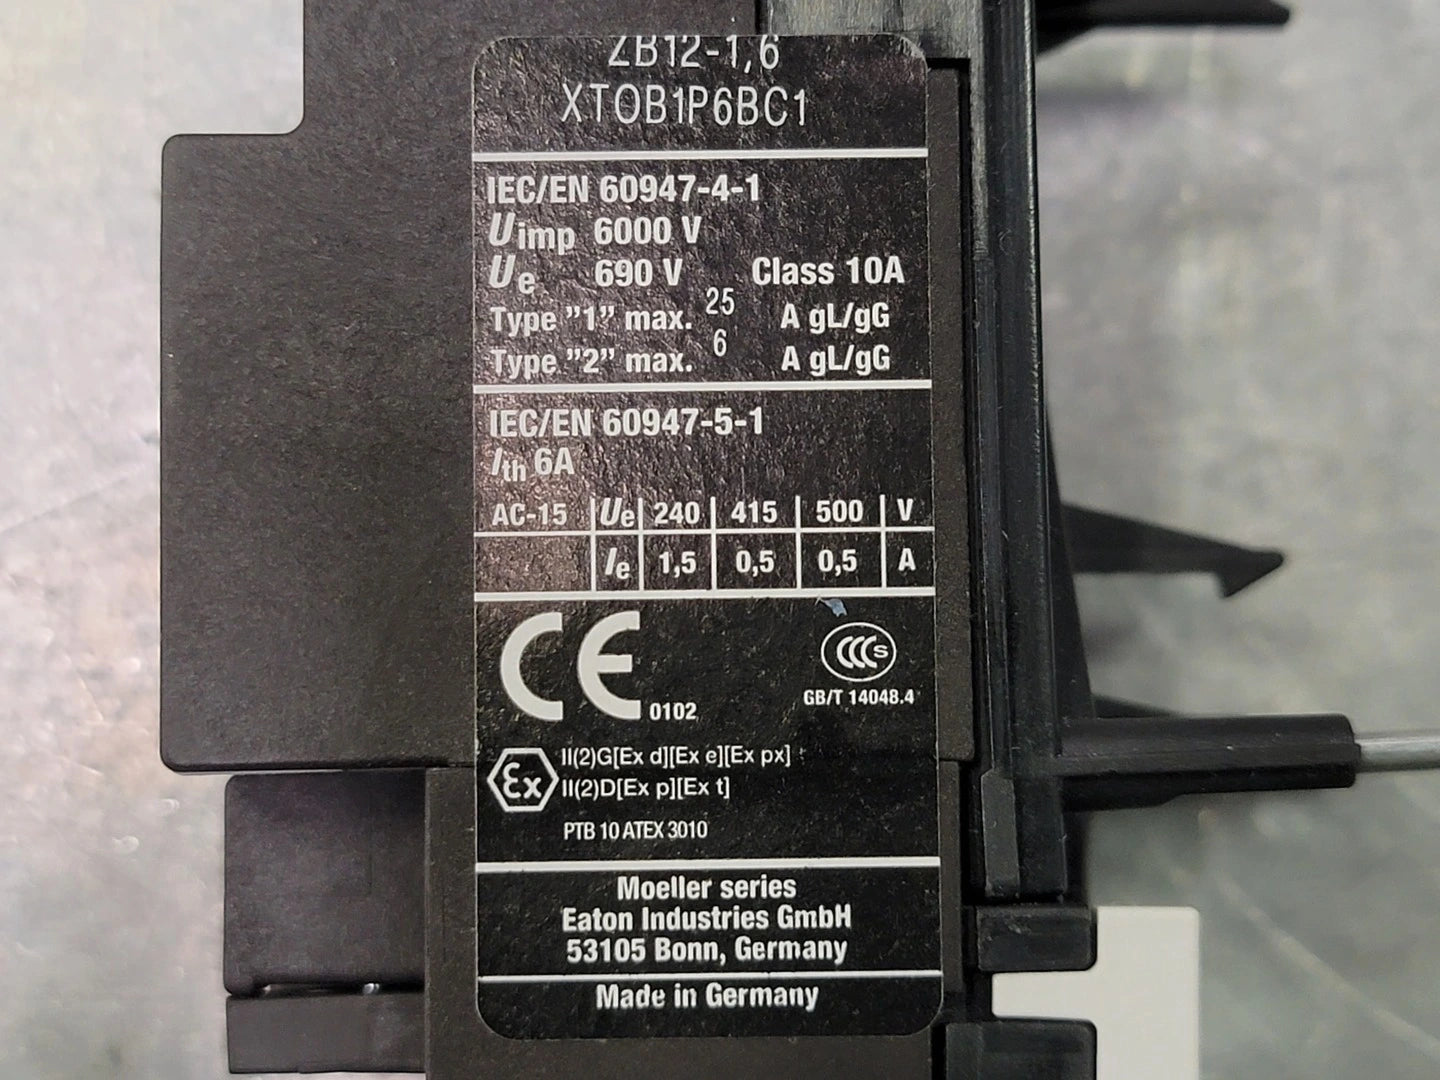 ZB12-1,6
XTOB1P6BC1
IEC/EN 60947-4-1
Uimp 6000 V
Ue 690 V Class 10A
Type "1" max. 25 A gL/gG
Type "2" max. 6 A gL/gG
IEC/EN 60947-5-1
Ith 6A
AC-15 Ue 240 415 500 V
Ie 1,5 0,5 0,5 A
CE 0102
CCC S
GB/T 14048.4
Ex II(2)G[Ex d][Ex e][Ex px]
II(2)D[Ex p][Ex t]
PTB 10 ATEX 3010
Moeller series
Eaton Industries GmbH
53105 Bonn, Germany
Made in Germany